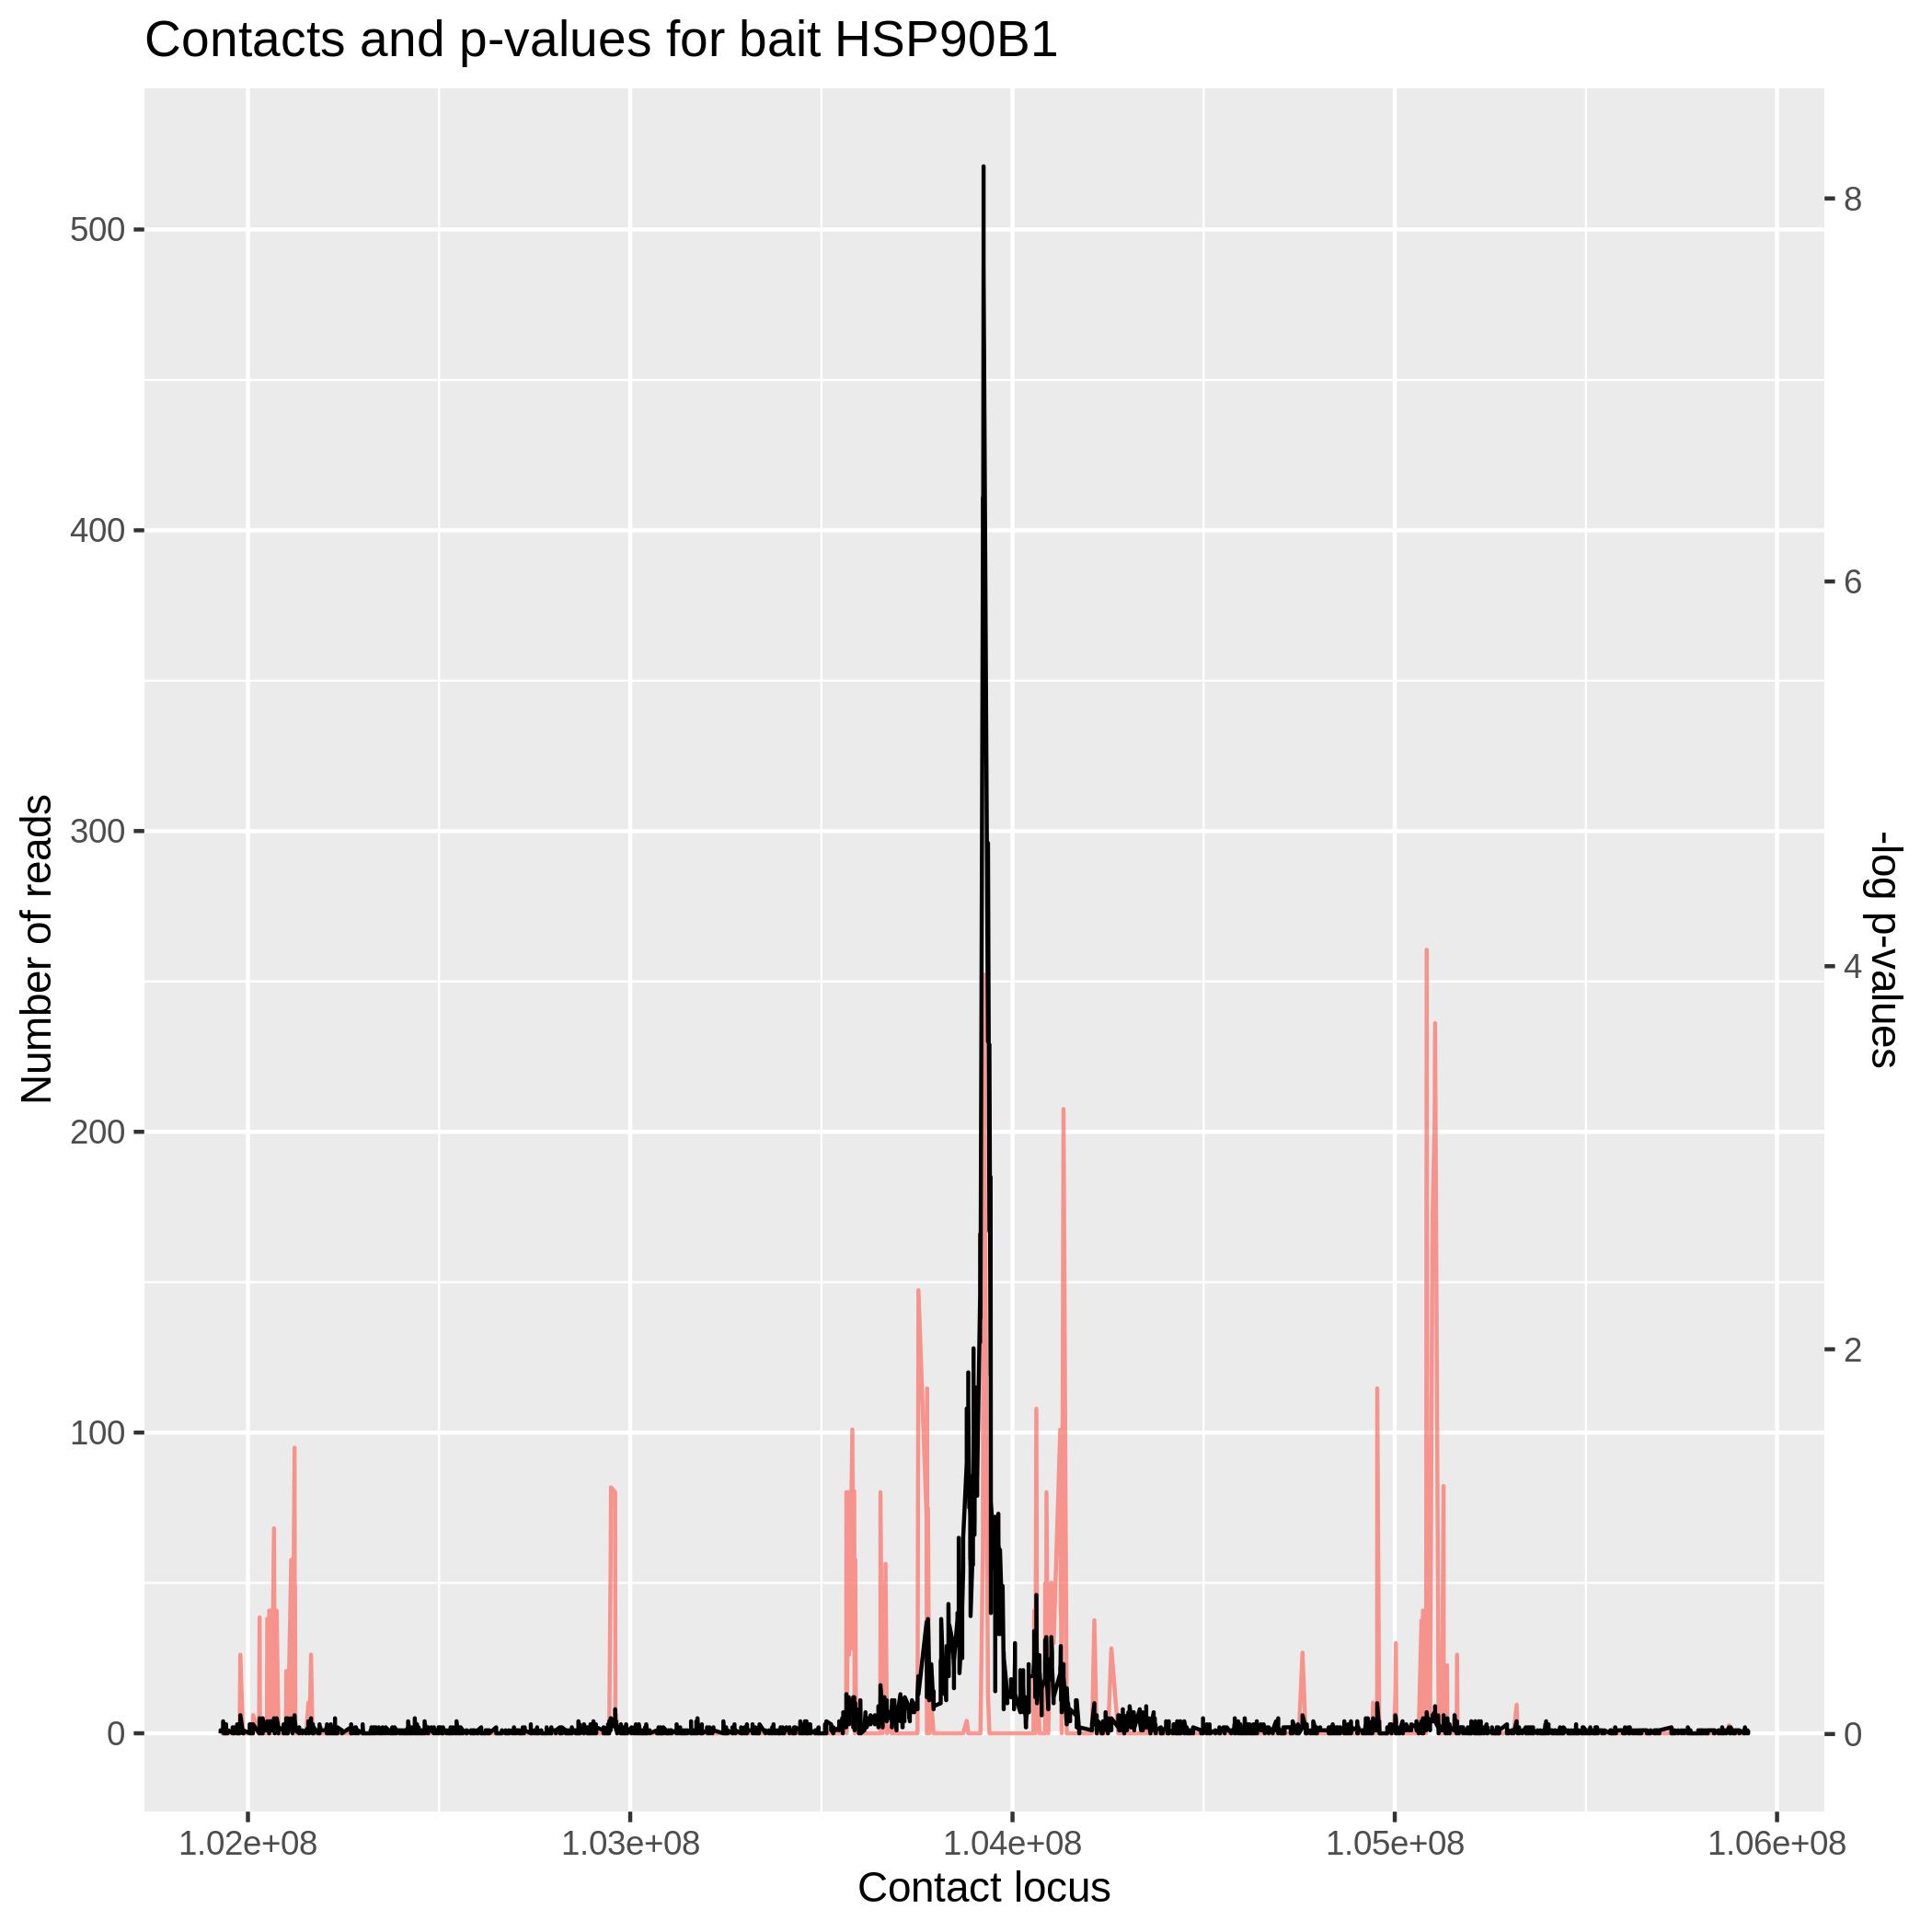 Contacts and p-values for bait HSP90B1
Number of reads
500
400
300
200
100
0
8
6
4
2
0
-log p-values
1.02e+08
1.03e+08
1.04e+08
1.05e+08
1.06e+08
Contact locus